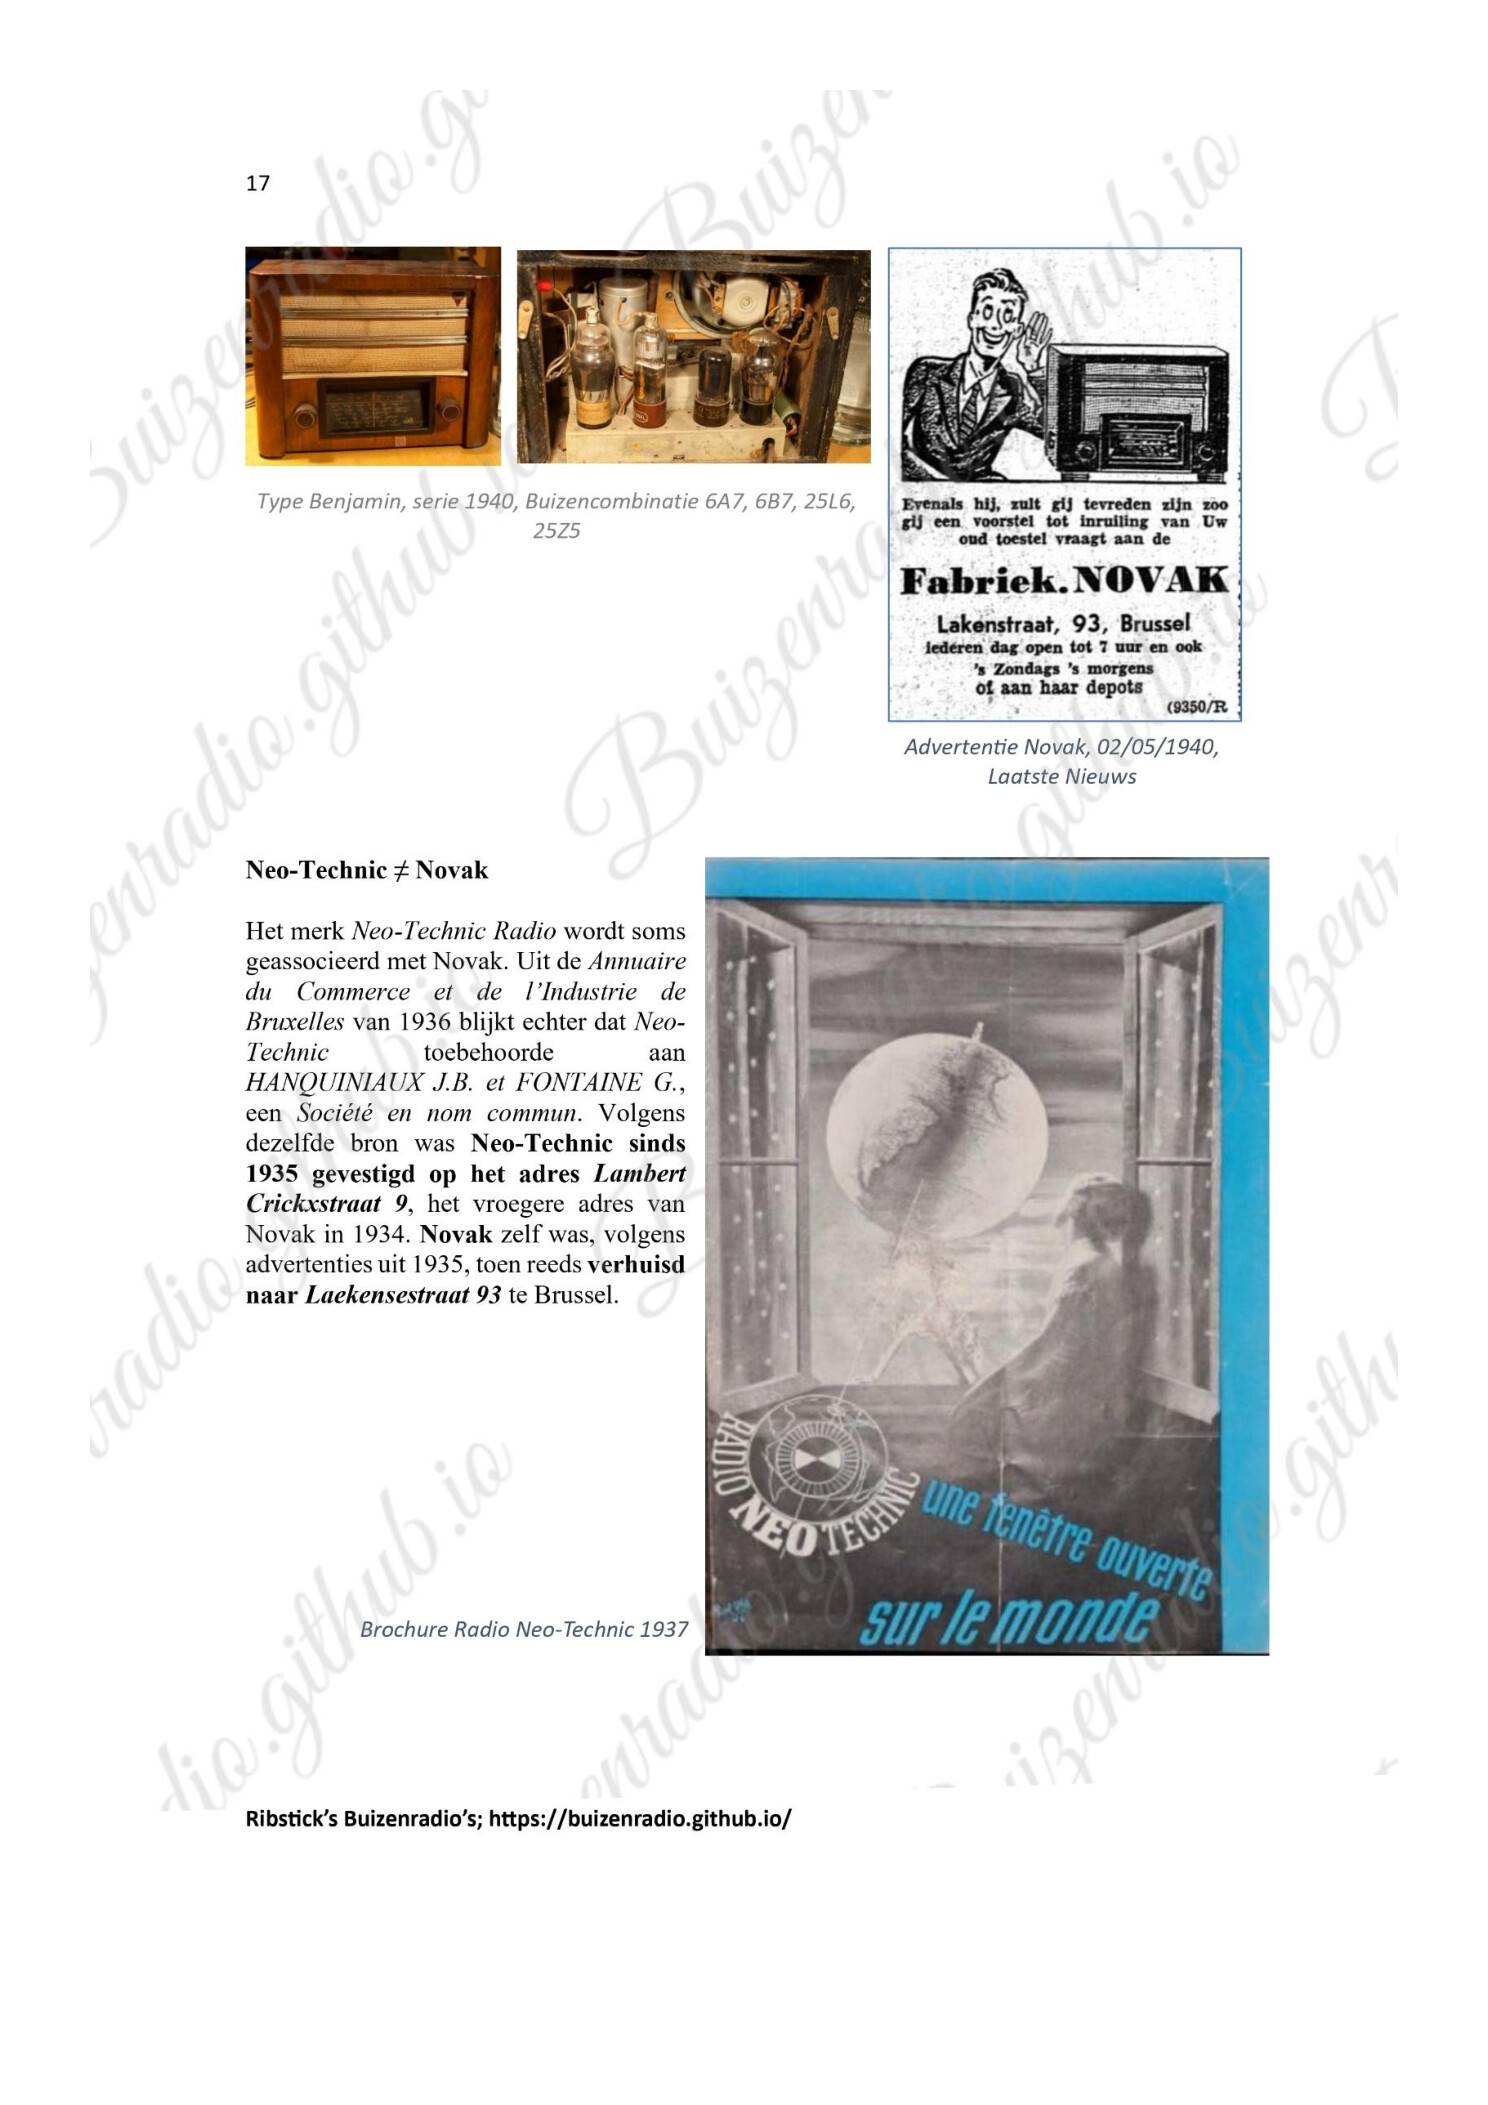 17
Type Benjamin, serie 1940, Buizencombinatie 6A7, 6B7, 25L6,
25Z5
Evenals hij, zult gij tevreden zijn zoo
gij een voorstel tot inruiling van Uw
oud toestel vraagt aan de
Fabriek.NOVAK
Lakenstraat, 93, Brussel
iederen dag open tot 7 uur en ook
's Zondags 's morgens
of aan haar depots
(9350/R
Advertentie Novak, 02/05/1940,
Laatste Nieuws
Neo-Technic ≠ Novak
Het merk Neo-Technic Radio wordt soms
geassocieerd met Novak. Uit de Annuaire
du Commerce et de l’Industrie de
Bruxelles van 1936 blijkt echter dat Neo-
Technic toebehoorde aan
HANQUINIAUX J.B. et FONTAINE G.,
een Société en nom commun. Volgens
dezelfde bron was Neo-Technic sinds
1935 gevestigd op het adres Lambert
Crickxstraat 9, het vroegere adres van
Novak in 1934. Novak zelf was, volgens
advertenties uit 1935, toen reeds verhuisd
naar Laekensestraat 93 te Brussel.
RADIO NEO TECHNIC
une fenêtre ouverte
sur le monde
Brochure Radio Neo-Technic 1937
Ribstick’s Buizenradio’s; https://buizenradio.github.io/
Buizenradio.github.io